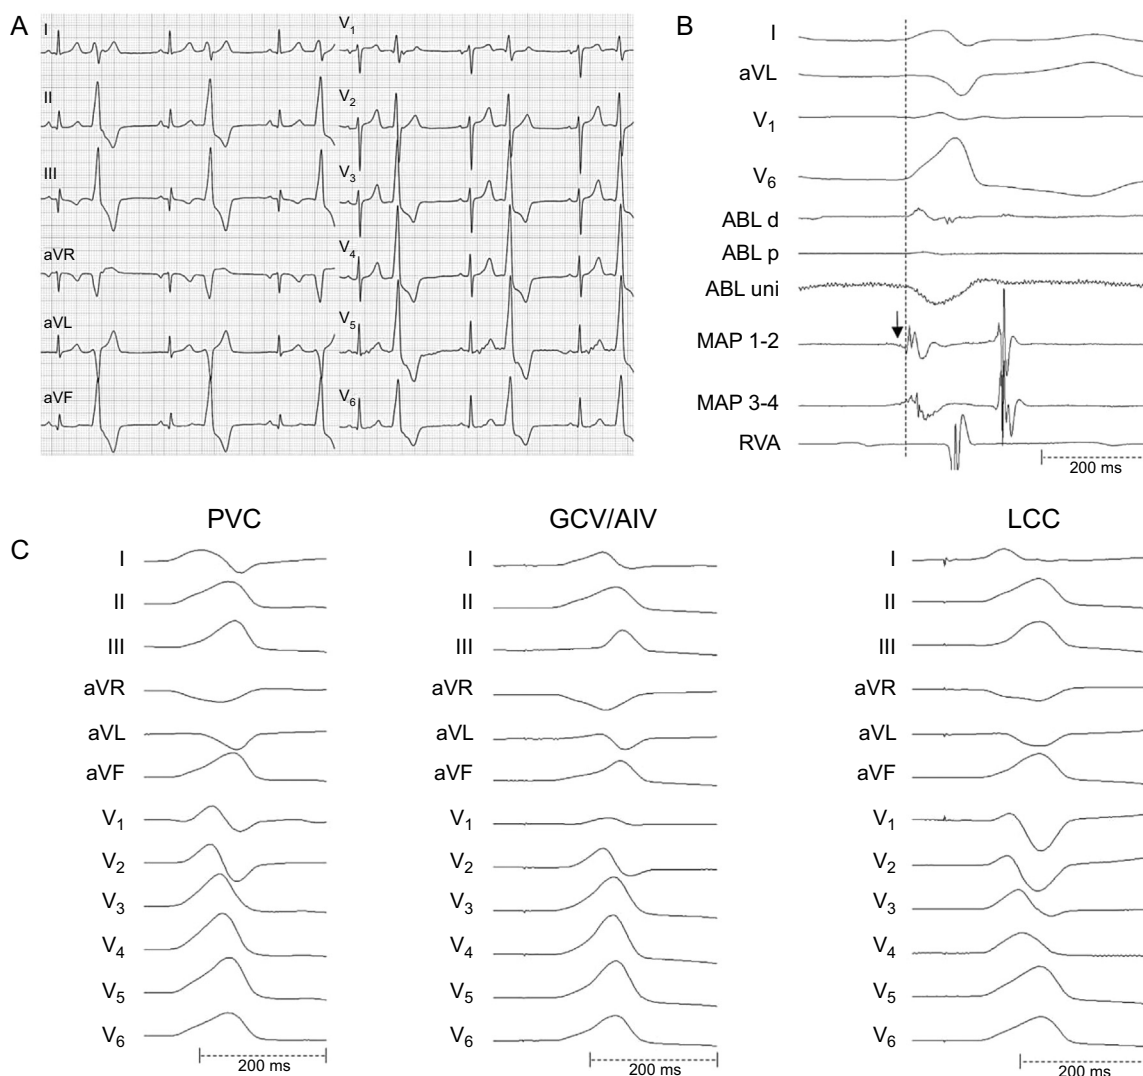 A
I
II
III
aVR
aVL
aVF
V1
V2
V3
V4
V5
V6
B
I
aVL
V1
V6
ABL d
ABL p
ABL uni
MAP 1-2
MAP 3-4
RVA
200 ms
C
PVC
I
II
III
aVR
aVL
aVF
V1
V2
V3
V4
V5
V6
200 ms
GCV/AIV
I
II
III
aVR
aVL
aVF
V1
V2
V3
V4
V5
V6
200 ms
LCC
I
II
III
aVR
aVL
aVF
V1
V2
V3
V4
V5
V6
200 ms